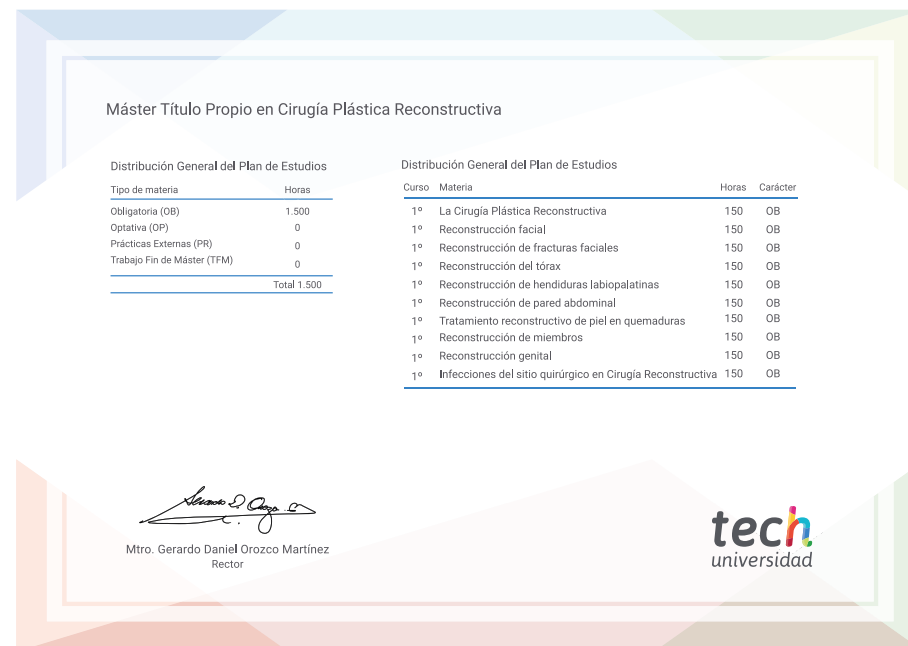 Máster Título Propio en Cirugía Plástica Reconstructiva
Distribución General del Plan de Estudios
Tipo de materia Horas
Obligatoria (OB) 1.500
Optativa (OP) 0
Prácticas Externas (PR) 0
Trabajo Fin de Máster (TFM) 0
Total 1.500
Distribución General del Plan de Estudios
Curso Materia Horas Carácter
1º La Cirugía Plástica Reconstructiva 150 OB
1º Reconstrucción facial 150 OB
1º Reconstrucción de fracturas faciales 150 OB
1º Reconstrucción del tórax 150 OB
1º Reconstrucción de hendiduras labiopalatinas 150 OB
1º Reconstrucción de pared abdominal 150 OB
1º Tratamiento reconstructivo de piel en quemaduras 150 OB
1º Reconstrucción de miembros 150 OB
1º Reconstrucción genital 150 OB
1º Infecciones del sitio quirúrgico en Cirugía Reconstructiva 150 OB
Mtro. Gerardo Daniel Orozco Martínez
Rector
tech
universidad